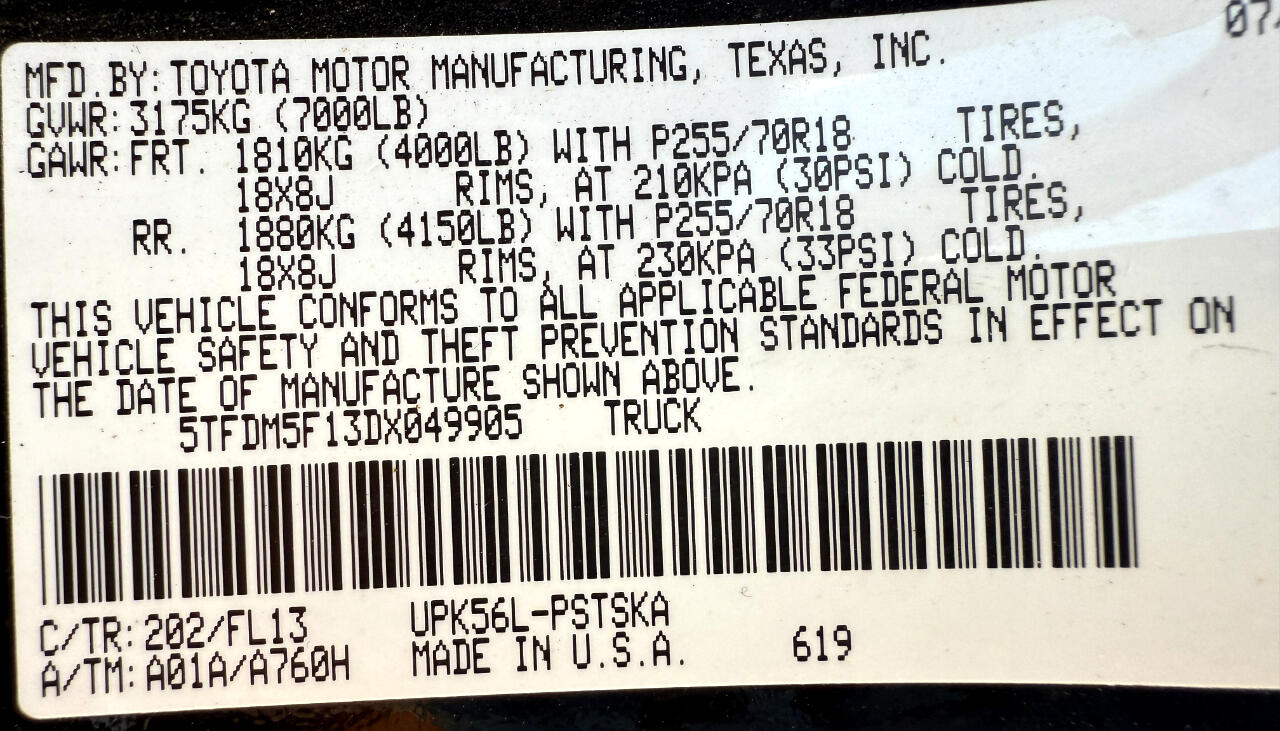 07
MFD.BY:TOYOTA MOTOR MANUFACTURING, TEXAS, INC.
GVWR:3175KG (7000LB)
GAWR:FRT. 1810KG (4000LB) WITH P255/70R18 TIRES,
18X8J RIMS, AT 210KPA (30PSI) COLD.
RR. 1880KG (4150LB) WITH P255/70R18 TIRES,
18X8J RIMS, AT 230KPA (33PSI) COLD.
THIS VEHICLE CONFORMS TO ALL APPLICABLE FEDERAL MOTOR
VEHICLE SAFETY AND THEFT PREVENTION STANDARDS IN EFFECT ON
THE DATE OF MANUFACTURE SHOWN ABOVE.
5TFDM5F13DX049905 TRUCK
C/TR:202/FL13 UPK56L-PSTSKA
A/TM:A01A/A760H MADE IN U.S.A. 619